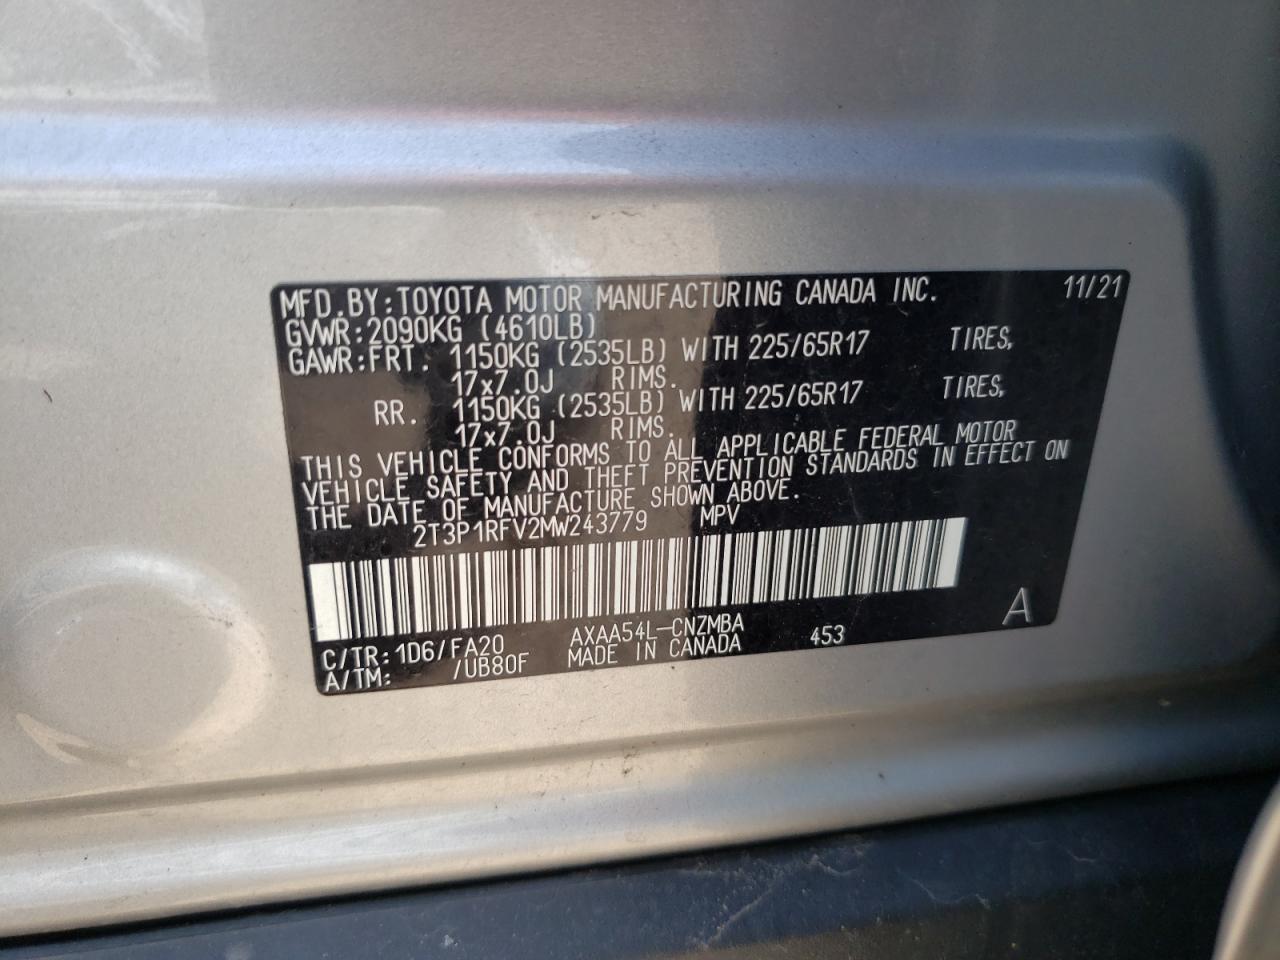 MFD.BY:TOYOTA MOTOR MANUFACTURING CANADA INC. 11/21
GVWR:2090KG (4610LB)
GAWR:FRT. 1150KG (2535LB) WITH 225/65R17 TIRES,
17x7.0J RIMS.
RR. 1150KG (2535LB) WITH 225/65R17 TIRES,
17x7.0J RIMS.
THIS VEHICLE CONFORMS TO ALL APPLICABLE FEDERAL MOTOR
VEHICLE SAFETY AND THEFT PREVENTION STANDARDS IN EFFECT ON
THE DATE OF MANUFACTURE SHOWN ABOVE.
2T3P1RFV2MW243779 MPV
C/TR:1D6/FA20 AXAA54L-CNZMBA 453 A
A/TM: /UB80F MADE IN CANADA